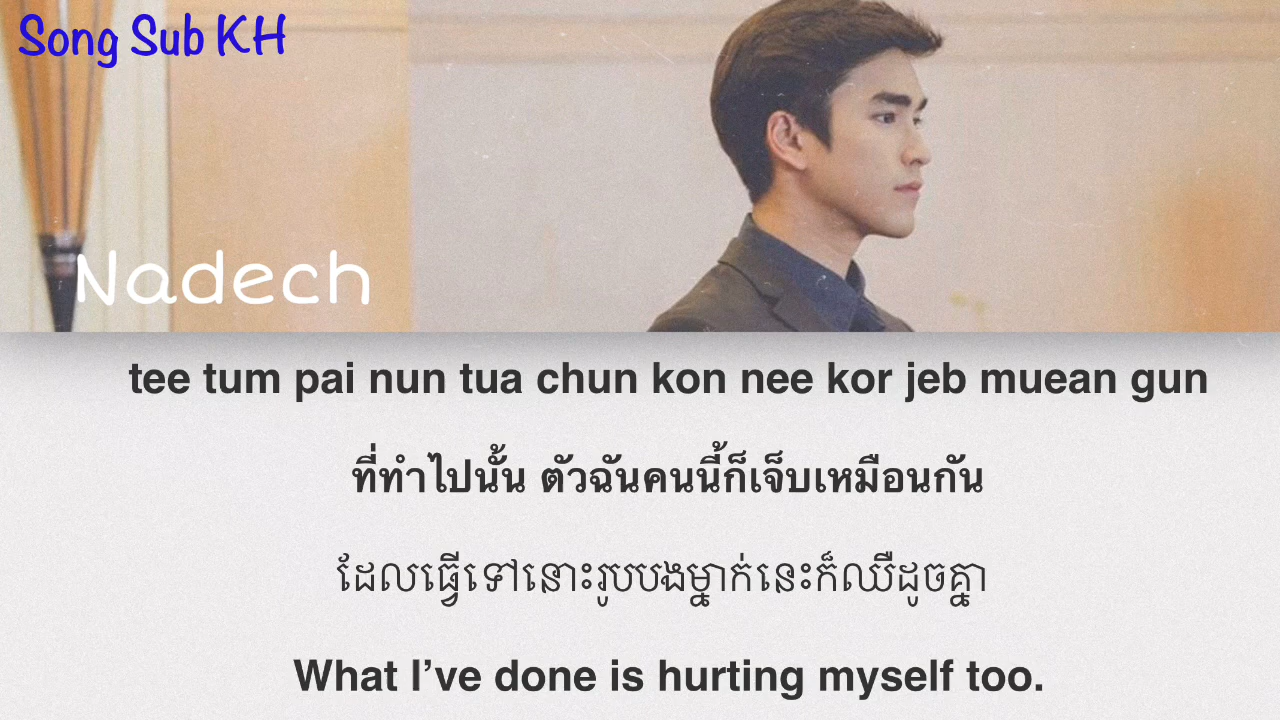 Song Sub KH
Nadech
tee tum pai nun tua chun kon nee kor jeb muean gun
ที่ทำไปนั้น ตัวฉันคนนี้ก็เจ็บเหมือนกัน
ដែលធ្វើទៅនោះរូបបងម្នាក់នេះក៏ឈឺដូចគ្នា
What I’ve done is hurting myself too.